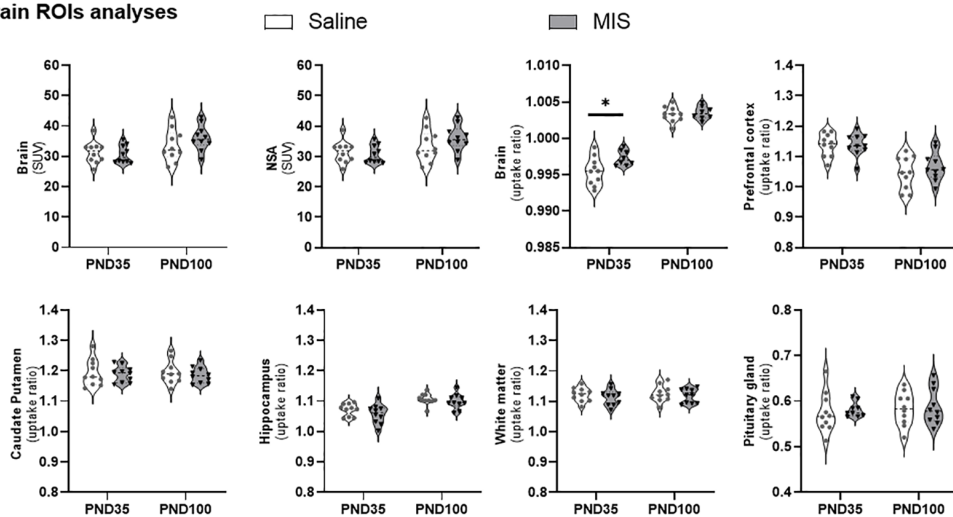 ain ROIs analyses
Saline
MIS
Brain
(SUV)
60
50
40
30
20
10
0
PND35
PND100
NSA
(SUV)
60
50
40
30
20
10
0
PND35
PND100
Brain
(uptake ratio)
1.010
1.005
1.000
0.995
0.990
0.985
*
PND35
PND100
Prefrontal cortex
(uptake ratio)
1.4
1.3
1.2
1.1
1.0
0.9
0.8
PND35
PND100
Caudate Putamen
(uptake ratio)
1.4
1.3
1.2
1.1
1.0
0.9
0.8
PND35
PND100
Hippocampus
(uptake ratio)
1.4
1.3
1.2
1.1
1.0
0.9
0.8
PND35
PND100
White matter
(uptake ratio)
1.4
1.3
1.2
1.1
1.0
0.9
0.8
PND35
PND100
Pituitary gland
(uptake ratio)
0.8
0.7
0.6
0.5
0.4
PND35
PND100